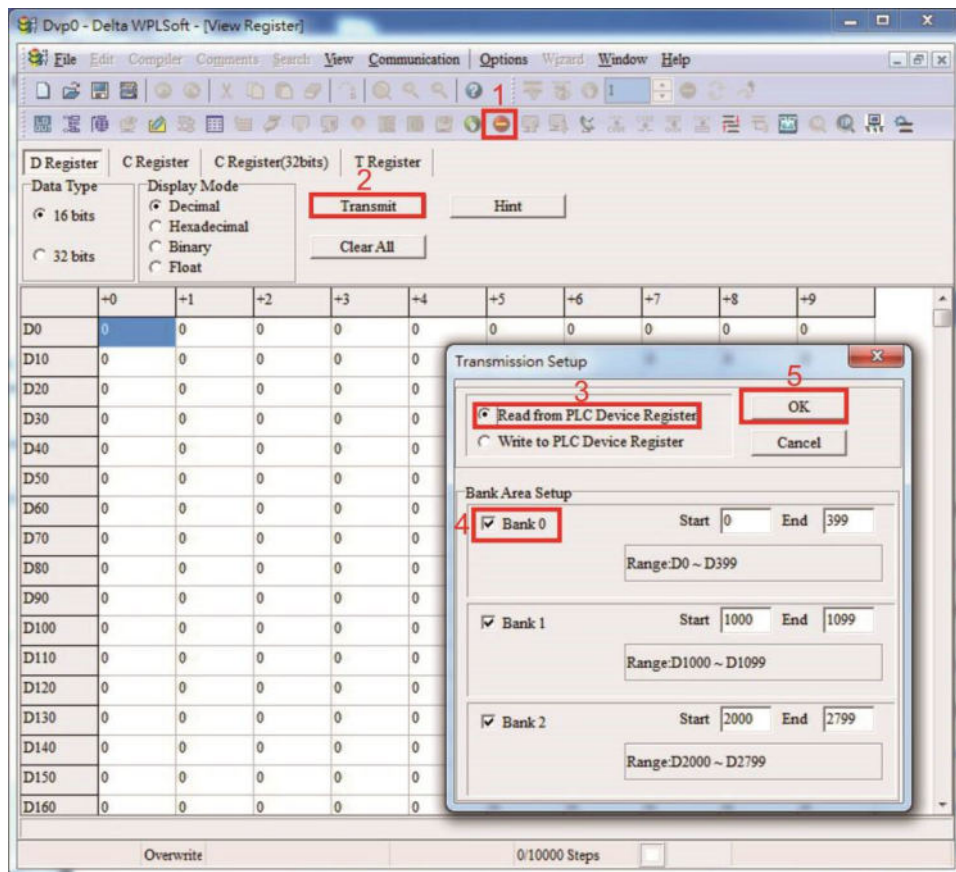 Dvp0 - Delta WPLSoft - [View Register]
File Edit Compiler Comments Search View Communication Options Wizard Window Help
1
1
D Register C Register C Register(32bits) T Register
2
Data Type Display Mode
16 bits Decimal Transmit Hint
Hexadecimal
32 bits Binary Clear All
Float
+0 +1 +2 +3 +4 +5 +6 +7 +8 +9
D0 0 0 0 0 0 0 0 0 0 0
D10 0 0 0 0 0
D20 0 0 0 0 0
D30 0 0 0 0 0
D40 0 0 0 0 0
D50 0 0 0 0 0
D60 0 0 0 0 0
D70 0 0 0 0 0
D80 0 0 0 0 0
D90 0 0 0 0 0
D100 0 0 0 0 0
D110 0 0 0 0 0
D120 0 0 0 0 0
D130 0 0 0 0 0
D140 0 0 0 0 0
D150 0 0 0 0 0
D160 0 0 0 0 0
Transmission Setup
3 5
Read from PLC Device Register OK
Write to PLC Device Register Cancel
Bank Area Setup
4 Bank 0 Start 0 End 399
Range:D0 ~ D399
Bank 1 Start 1000 End 1099
Range:D1000 ~ D1099
Bank 2 Start 2000 End 2799
Range:D2000 ~ D2799
Overwrite 0/10000 Steps